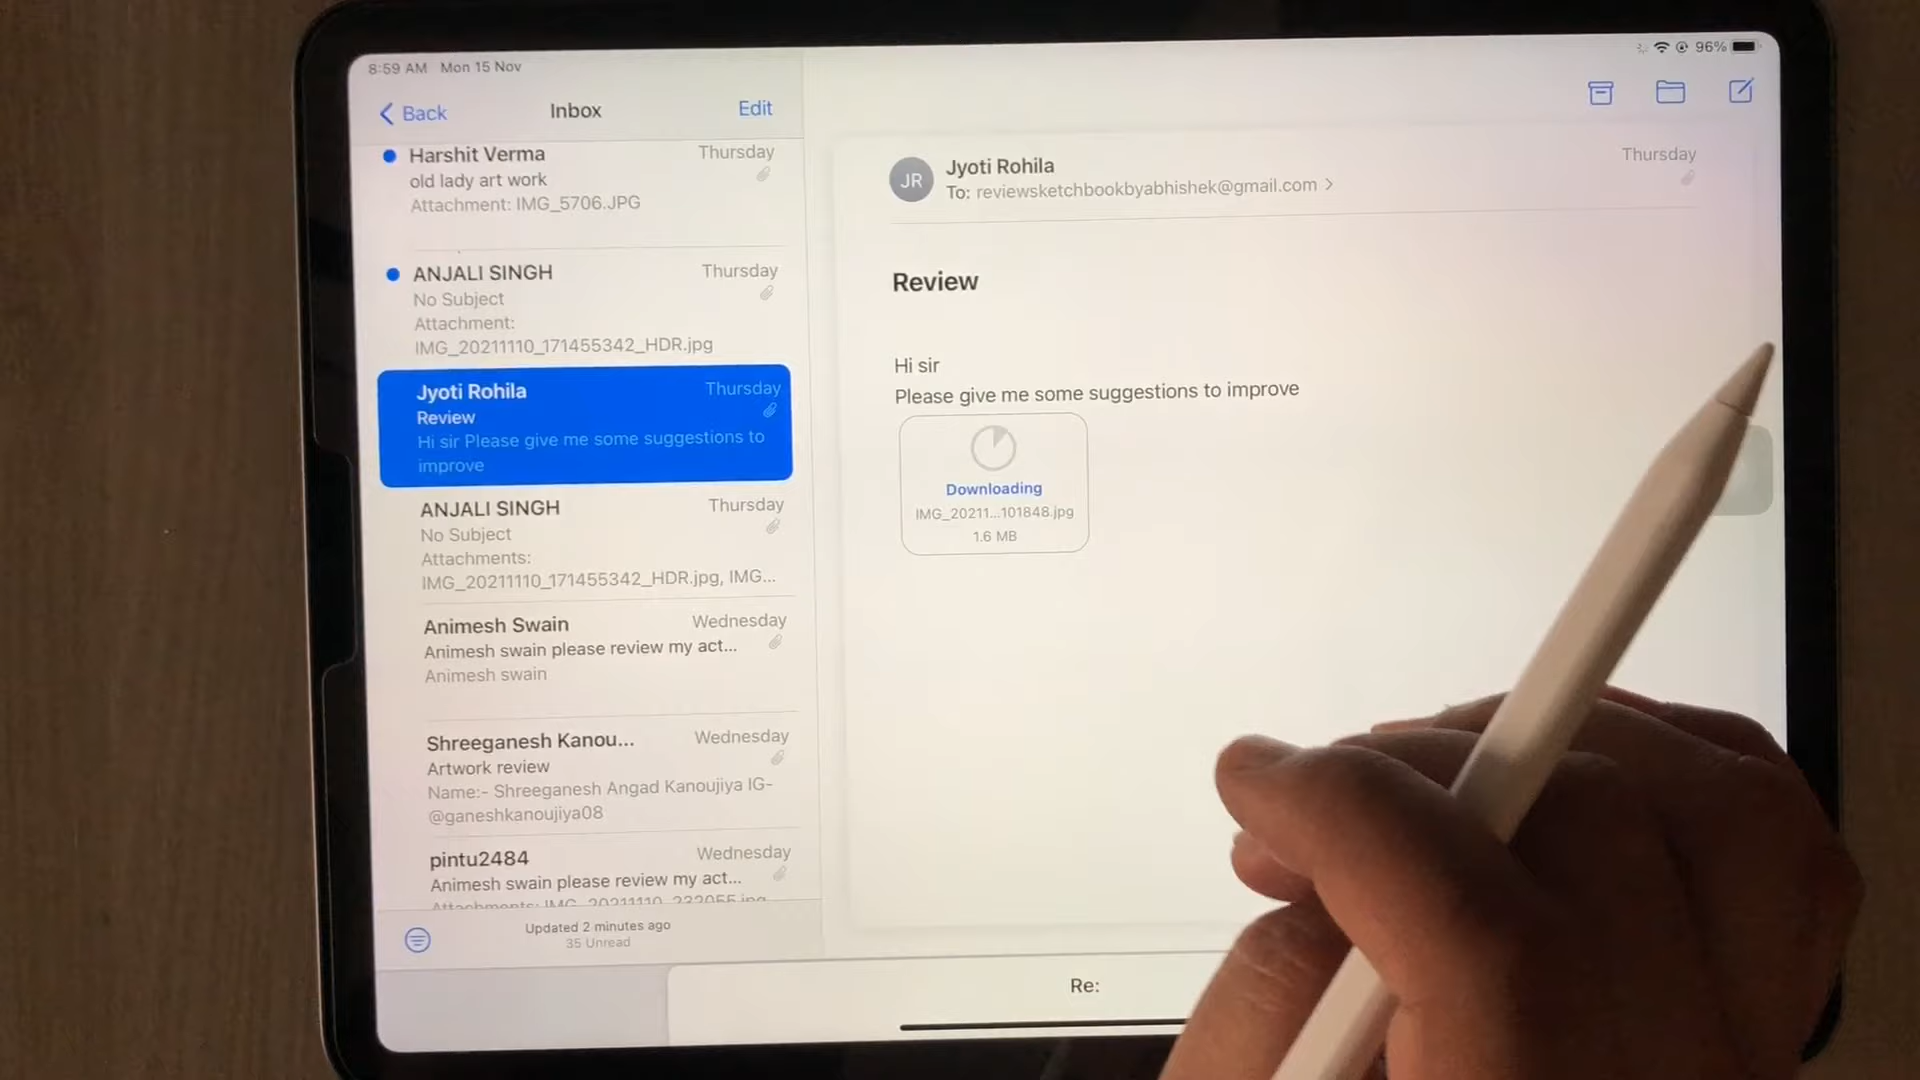 8:59 AM Mon 15 Nov
96%
Back
Inbox
Edit
Harshit Verma
Thursday
old lady art work
Attachment: IMG_5706.JPG
ANJALI SINGH
Thursday
No Subject
Attachment:
IMG_20211110_171455342_HDR.jpg
Jyoti Rohila
Thursday
Review
Hi sir Please give me some suggestions to
improve
ANJALI SINGH
Thursday
No Subject
Attachments:
IMG_20211110_171455342_HDR.jpg, IMG...
Animesh Swain
Wednesday
Animesh swain please review my act...
Animesh swain
Shreeganesh Kanou...
Wednesday
Artwork review
Name:- Shreeganesh Angad Kanoujiya IG-
@ganeshkanoujiya08
pintu2484
Wednesday
Animesh swain please review my act...
Attachments: IMG_20211110_232055.jpg
Updated 2 minutes ago
35 Unread
JR
Jyoti Rohila
Thursday
To: reviewsketchbookbyabhishek@gmail.com >
Review
Hi sir
Please give me some suggestions to improve
Downloading
IMG_20211...101848.jpg
1.6 MB
Re: